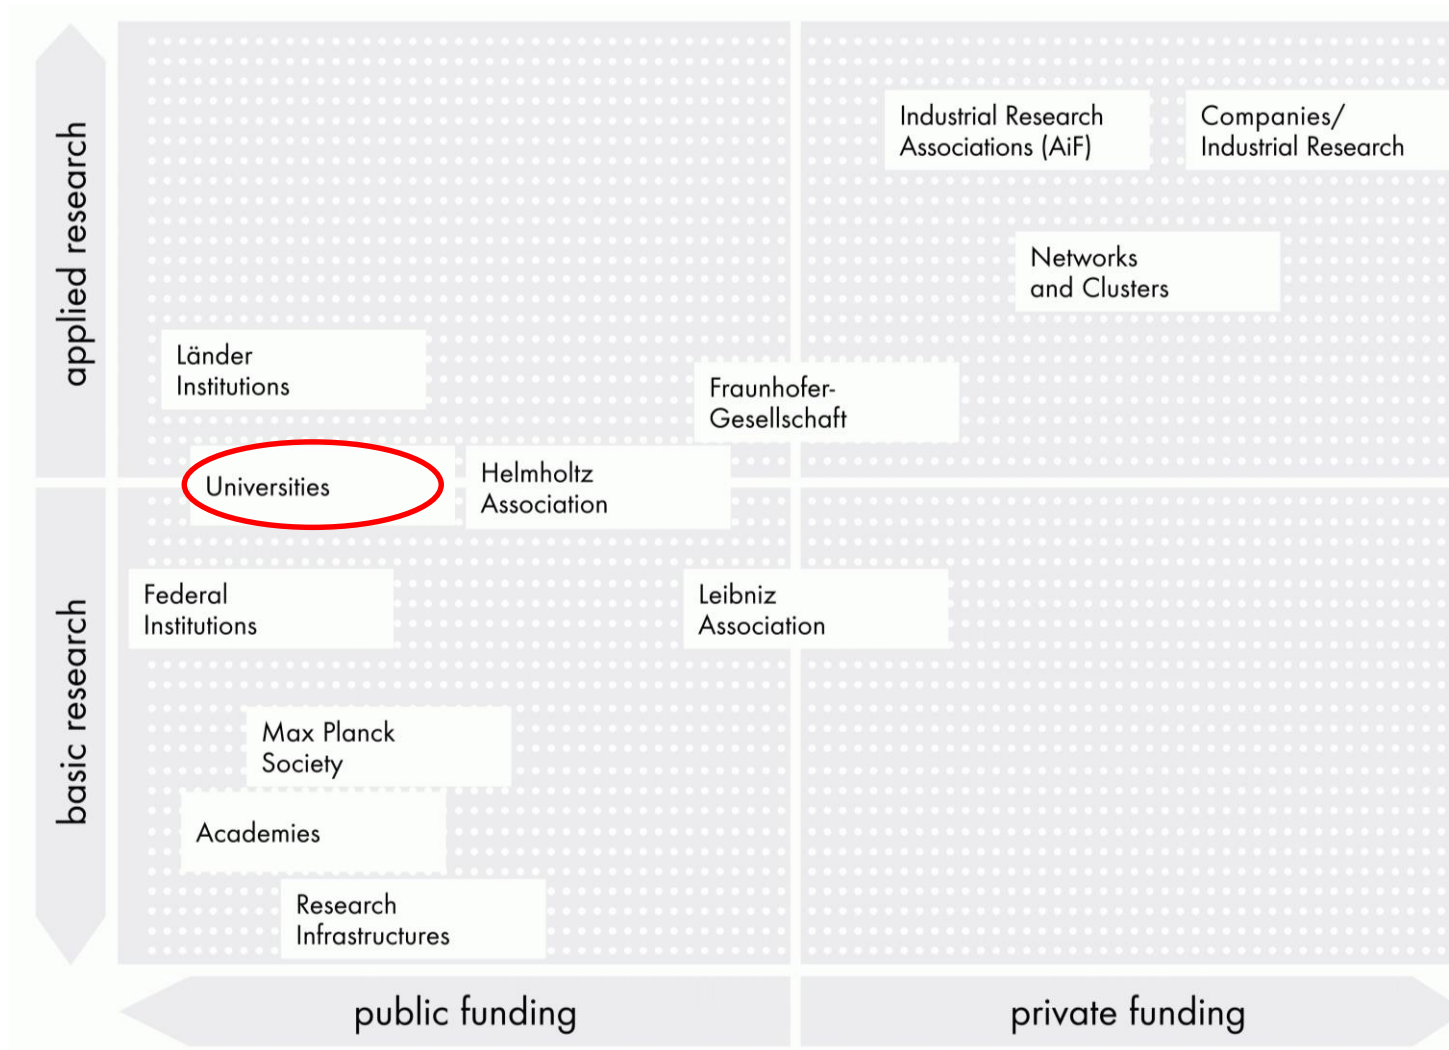 applied research
basic research
Industrial Research
Associations (AiF)
Companies/
Industrial Research
Networks
and Clusters
Länder
Institutions
Fraunhofer-
Gesellschaft
Universities
Helmholtz
Association
Federal
Institutions
Leibniz
Association
Max Planck
Society
Academies
Research
Infrastructures
public funding
private funding